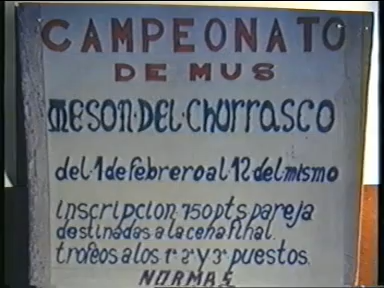 CAMPEONATO
DE MUS
MESON·DEL·ChURRASCO
del·1 de febrero al 12 del mismo
inscripcion 750 pts pareja
destinadas a la cena final.
trofeos a los 1º 2º y 3º puestos.
NORMAS